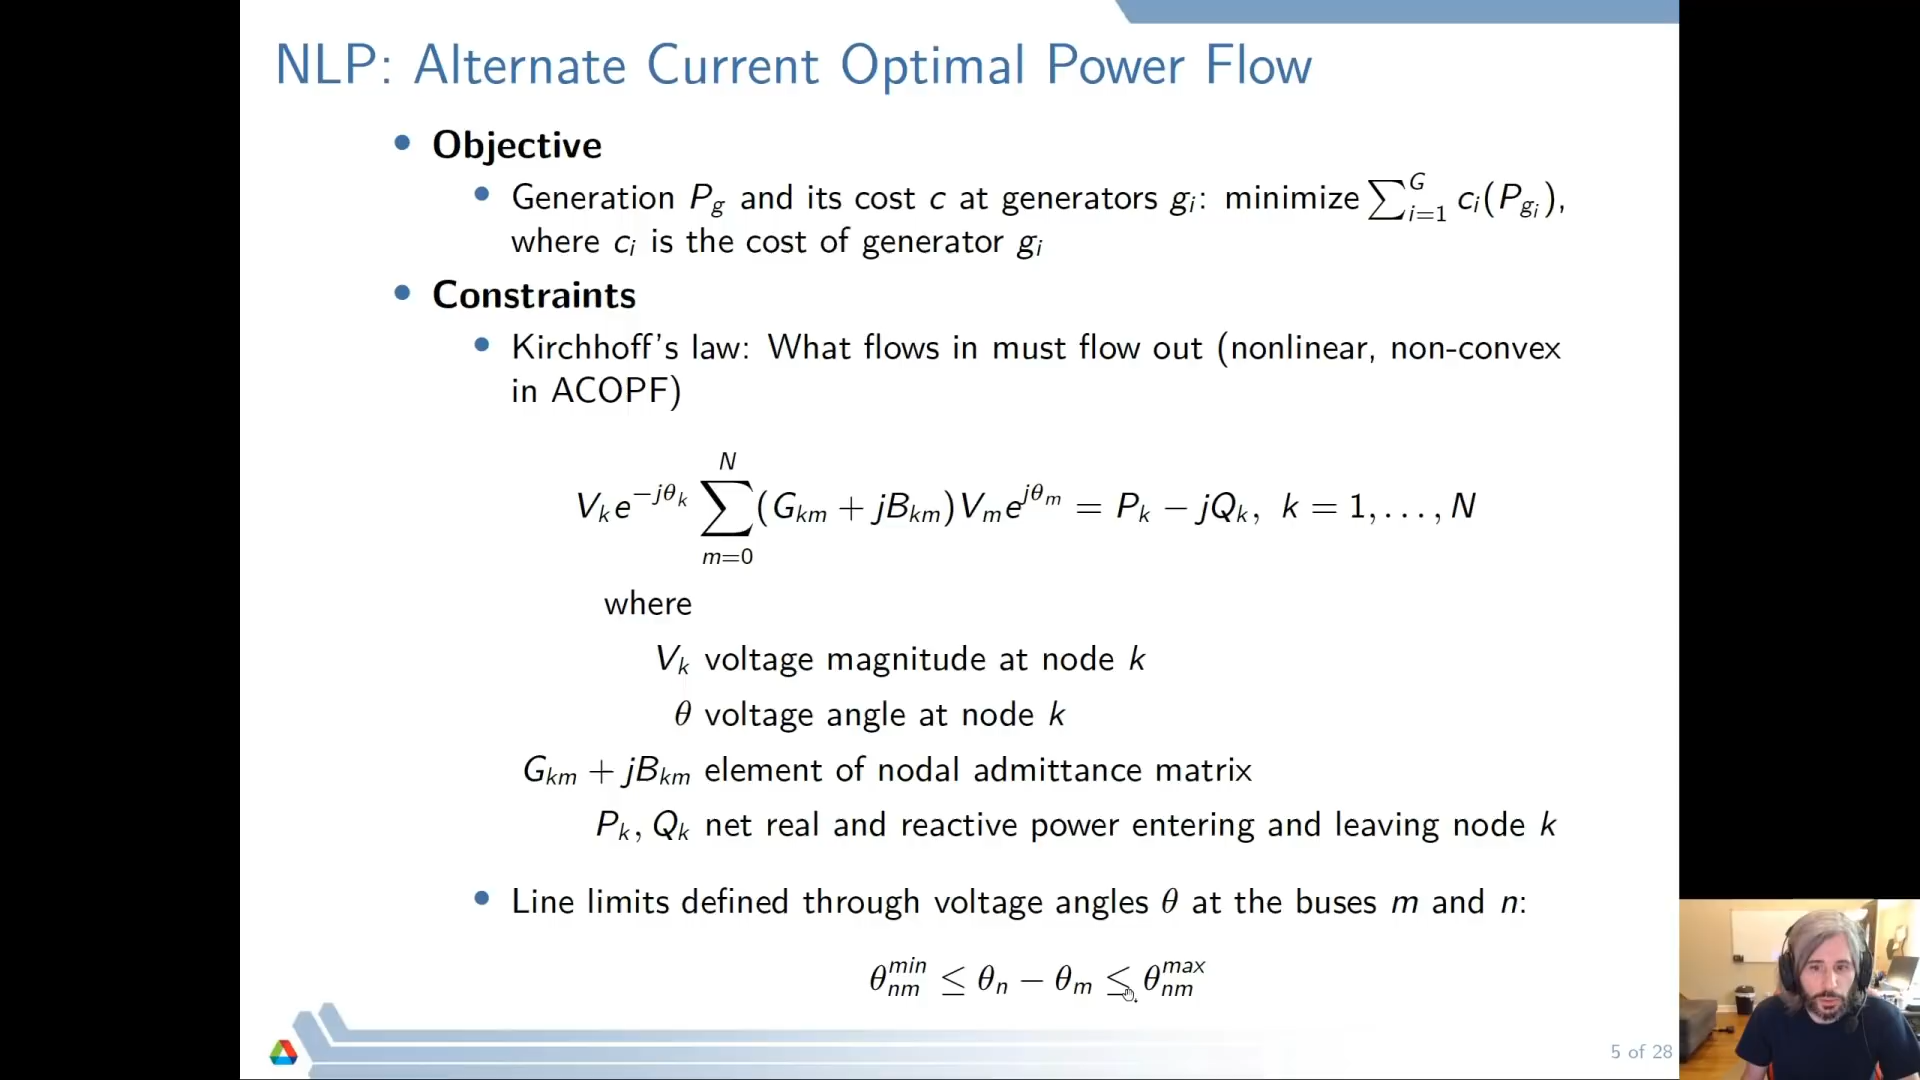 NLP: Alternate Current Optimal Power Flow
• Objective
• Generation P_g and its cost c at generators g_i: minimize ∑_{i=1}^{G} c_i(P_{g_i}),
where c_i is the cost of generator g_i
• Constraints
• Kirchhoff's law: What flows in must flow out (nonlinear, non-convex
in ACOPF)
V_k e^{−jθ_k} ∑_{m=0}^{N} (G_{km} + jB_{km})V_m e^{jθ_m} = P_k − jQ_k, k = 1, . . . , N
where
V_k voltage magnitude at node k
θ voltage angle at node k
G_{km} + jB_{km} element of nodal admittance matrix
P_k, Q_k net real and reactive power entering and leaving node k
• Line limits defined through voltage angles θ at the buses m and n:
θ_{nm}^{min} ≤ θ_n − θ_m ≤ θ_{nm}^{max}
5 of 28